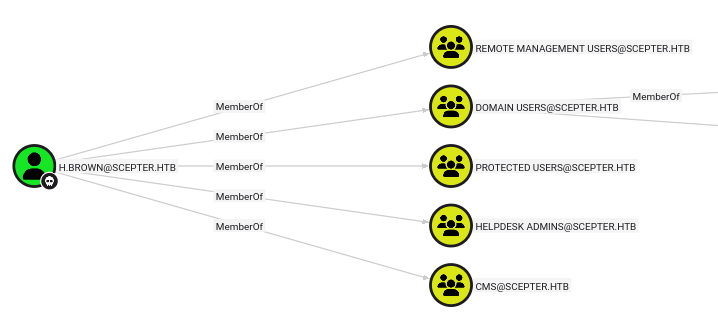 REMOTE MANAGEMENT USERS@SCEPTER.HTB
MemberOf
MemberOf
DOMAIN USERS@SCEPTER.HTB
MemberOf
H.BROWN@SCEPTER.HTB
MemberOf
PROTECTED USERS@SCEPTER.HTB
MemberOf
HELPDESK ADMINS@SCEPTER.HTB
MemberOf
CMS@SCEPTER.HTB